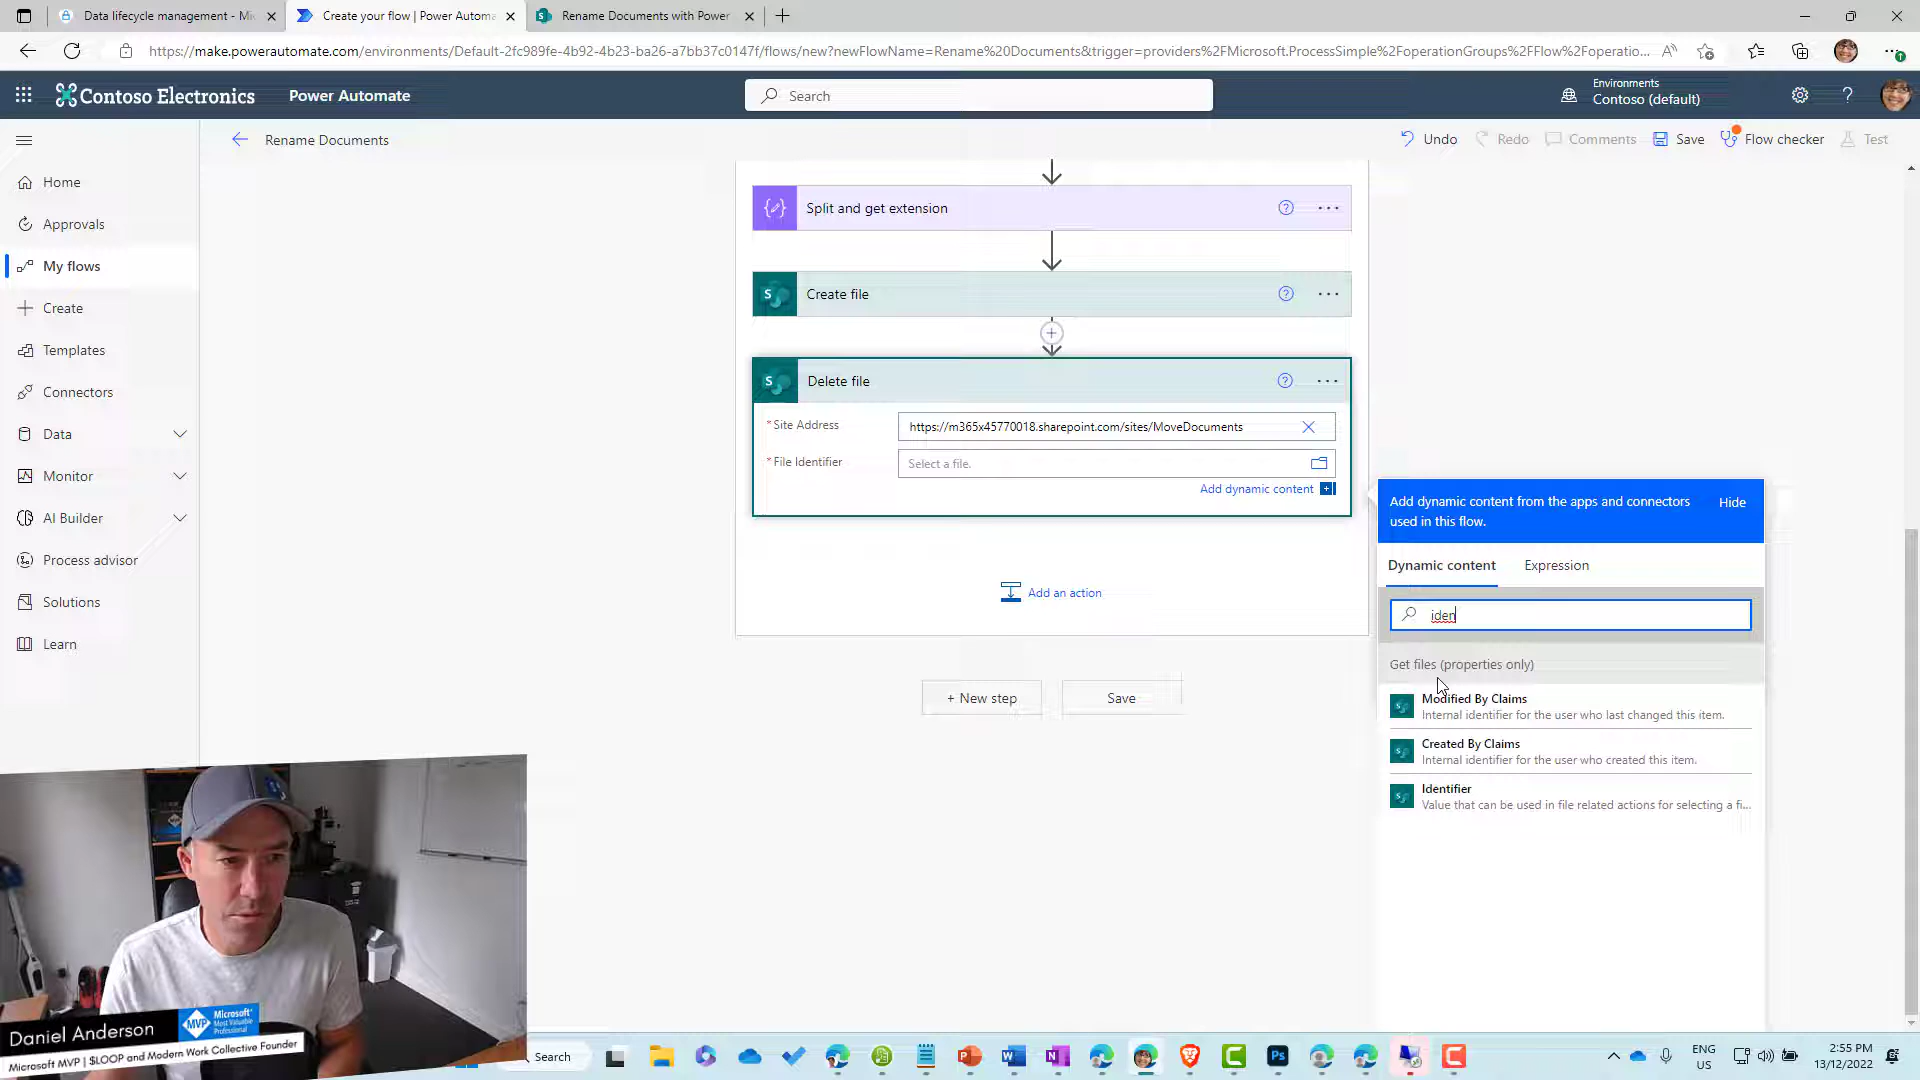 Data lifecycle management - Mi
Create your flow | Power Automa
Rename Documents with Power
https://make.powerautomate.com/environments/Default-2fc989fe-4b92-4b23-ba26-a7bb37c0147f/flows/new?newFlowName=Rename%20Documents&trigger=providers%2FMicrosoft.ProcessSimple%2FoperationGroups%2FFlow%2Foperatio...
Contoso Electronics
Power Automate
Search
Environments
Contoso (default)
Rename Documents
Undo
Redo
Comments
Save
Flow checker
Test
Home
Approvals
My flows
Create
Templates
Connectors
Data
Monitor
AI Builder
Process advisor
Solutions
Learn
Split and get extension
Create file
Delete file
* Site Address
https://m365x45770018.sharepoint.com/sites/MoveDocuments
* File Identifier
Select a file.
Add dynamic content
Add an action
+ New step
Save
Add dynamic content from the apps and connectors
used in this flow.
Hide
Dynamic content
Expression
iden
Get files (properties only)
Modified By Claims
Internal identifier for the user who last changed this item.
Created By Claims
Internal identifier for the user who created this item.
Identifier
Value that can be used in file related actions for selecting a fi...
Daniel Anderson
MVP
Microsoft®
Most Valuable
Professional
Microsoft MVP | $LOOP and Modern Work Collective Founder
Search
ENG
US
2:55 PM
13/12/2022